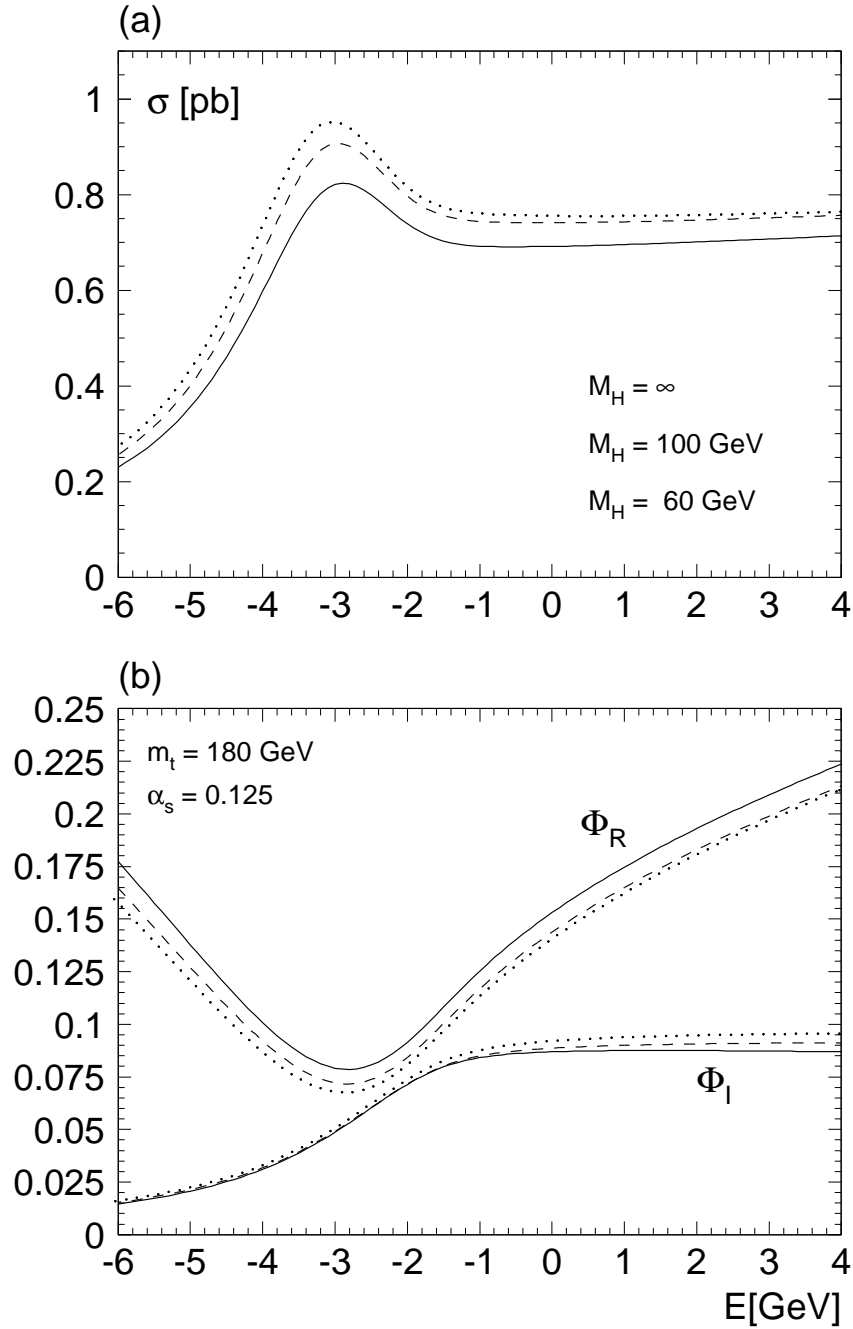 (a)
σ [pb]
1
0.8
0.6
0.4
0.2
0
M_H = ∞
M_H = 100 GeV
M_H = 60 GeV
-6 -5 -4 -3 -2 -1 0 1 2 3 4
(b)
0.25
0.225
0.2
0.175
0.15
0.125
0.1
0.075
0.05
0.025
0
m_t = 180 GeV
α_s = 0.125
Φ_R
Φ_I
-6 -5 -4 -3 -2 -1 0 1 2 3 4
E[GeV]